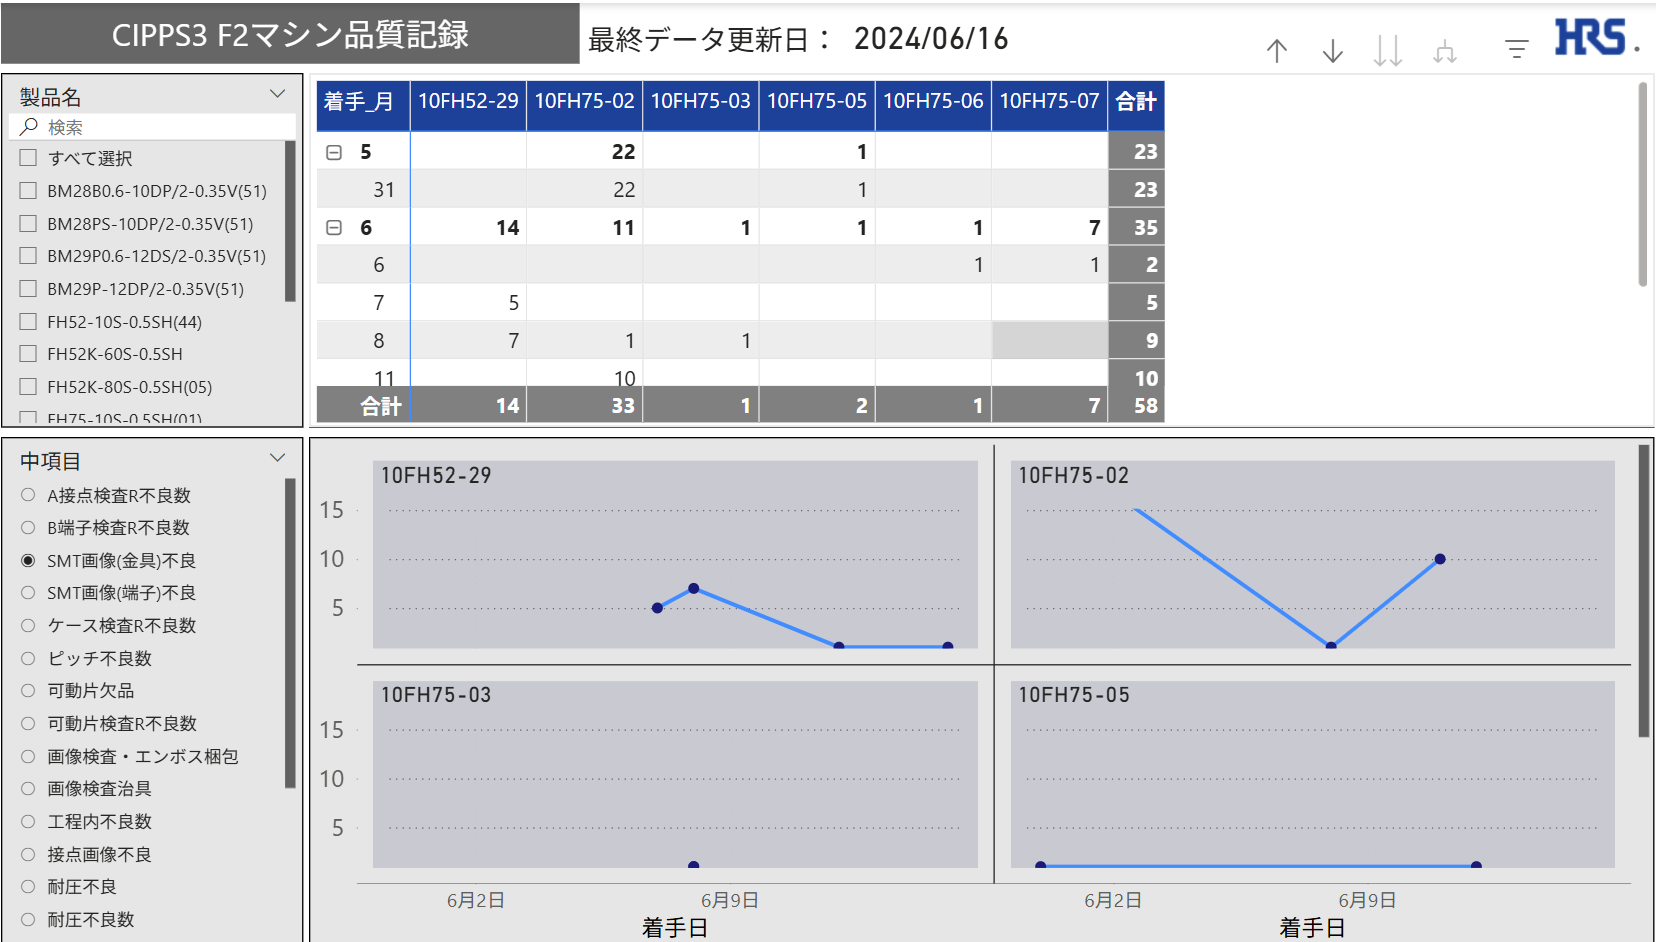 CIPPS3 F2マシン品質記録
最終データ更新日： 2024/06/16
HRS
製品名
検索
すべて選択
BM28B0.6-10DP/2-0.35V(51)
BM28PS-10DP/2-0.35V(51)
BM29P0.6-12DS/2-0.35V(51)
BM29P-12DP/2-0.35V(51)
FH52-10S-0.5SH(44)
FH52K-60S-0.5SH
FH52K-80S-0.5SH(05)
FH75-10S-0.5SH(01)
着手_月 10FH52-29 10FH75-02 10FH75-03 10FH75-05 10FH75-06 10FH75-07 合計
5 22 1 23
31 22 1 23
6 14 11 1 1 1 7 35
6 1 1 2
7 5 5
8 7 1 1 9
11 10 10
合計 14 33 1 2 1 7 58
中項目
A接点検査R不良数
B端子検査R不良数
SMT画像(金具)不良
SMT画像(端子)不良
ケース検査R不良数
ピッチ不良数
可動片欠品
可動片検査R不良数
画像検査・エンボス梱包
画像検査治具
工程内不良数
接点画像不良
耐圧不良
耐圧不良数
10FH52-29
10FH75-02
15
10
5
10FH75-03
10FH75-05
15
10
5
6月2日 6月9日 6月2日 6月9日
着手日 着手日